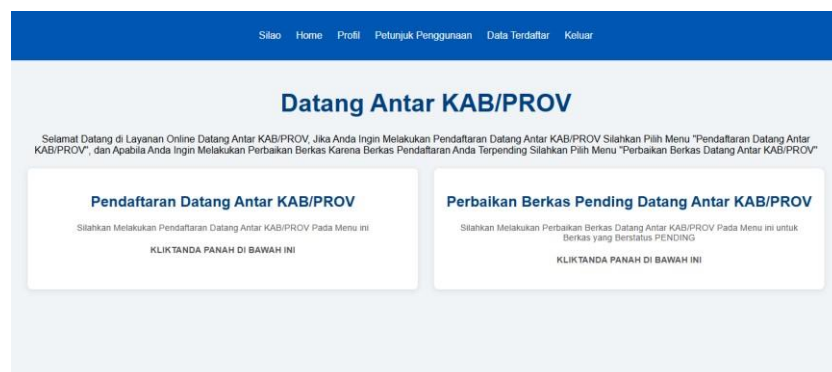 Silao Home Profil Petunjuk Penggunaan Data Terdaftar Keluar
Datang Antar KAB/PROV
Selamat Datang di Layanan Online Datang Antar KAB/PROV, Jika Anda Ingin Melakukan Pendaftaran Datang Antar KAB/PROV Silahkan Pilih Menu "Pendaftaran Datang Antar
KAB/PROV", dan Apabila Anda Ingin Melakukan Perbaikan Berkas Karena Berkas Pendaftaran Anda Terpending Silahkan Pilih Menu "Perbaikan Berkas Datang Antar KAB/PROV"
Pendaftaran Datang Antar KAB/PROV
Silahkan Melakukan Pendaftaran Datang Antar KAB/PROV Pada Menu ini
KLIKTANDA PANAH DI BAWAH INI
Perbaikan Berkas Pending Datang Antar KAB/PROV
Silahkan Melakukan Perbaikan Berkas Datang Antar KAB/PROV Pada Menu ini untuk
Berkas yang Berstatus PENDING
KLIKTANDA PANAH DI BAWAH INI